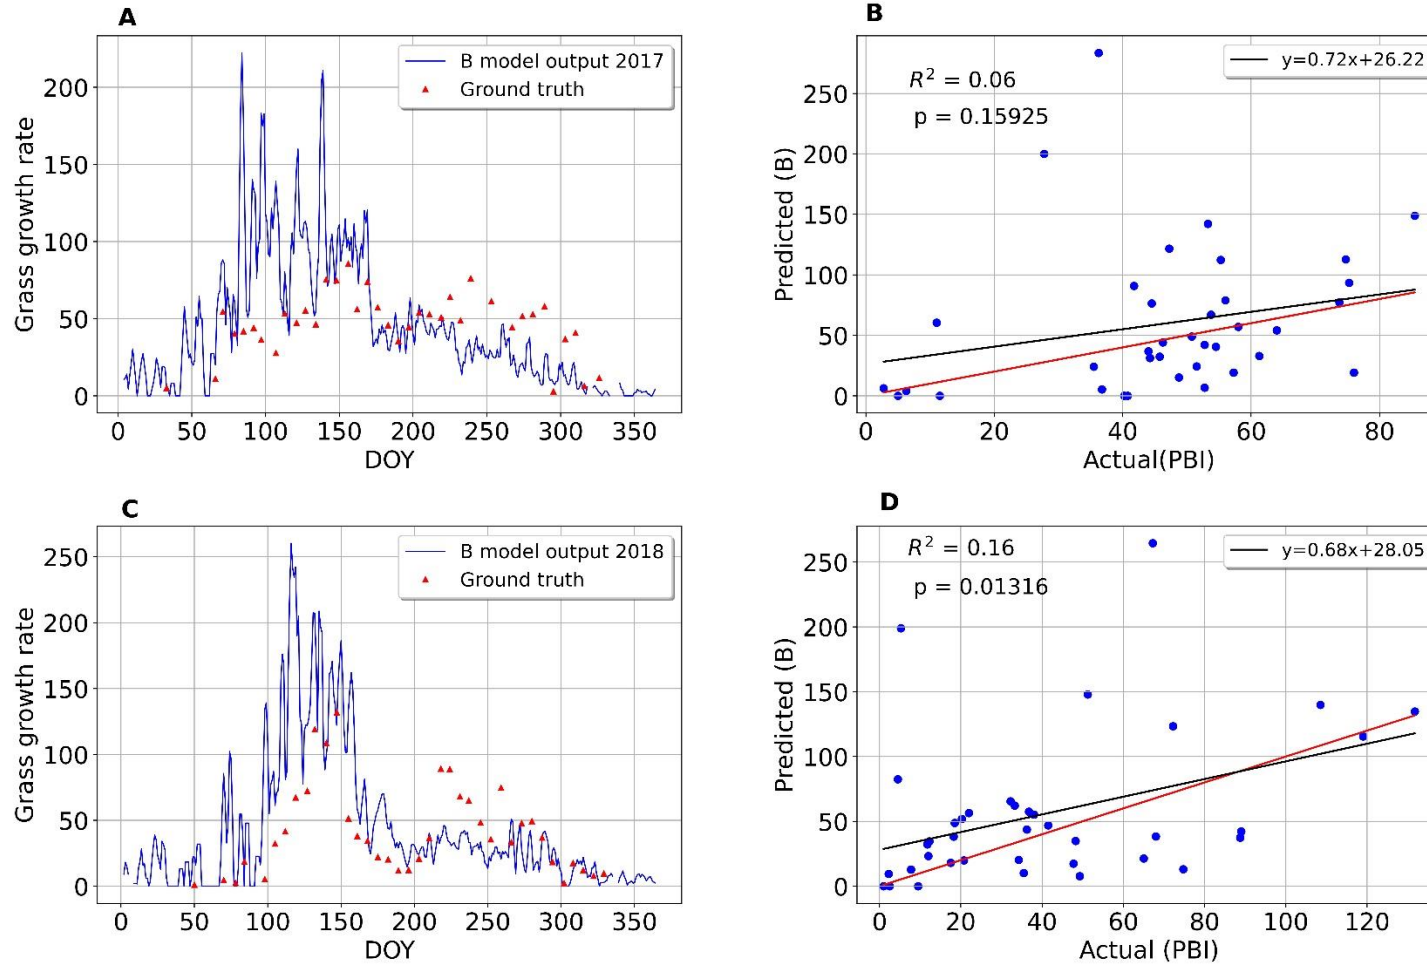 A
B model output 2017
Ground truth
200
150
100
50
0
Grass growth rate
0 50 100 150 200 250 300 350
DOY
B
R² = 0.06
p = 0.15925
y=0.72x+26.22
250
200
150
100
50
0
Predicted (B)
0 20 40 60 80
Actual(PBI)
C
B model output 2018
Ground truth
250
200
150
100
50
0
Grass growth rate
0 50 100 150 200 250 300 350
DOY
D
R² = 0.16
p = 0.01316
y=0.68x+28.05
250
200
150
100
50
0
Predicted (B)
0 20 40 60 80 100 120
Actual (PBI)